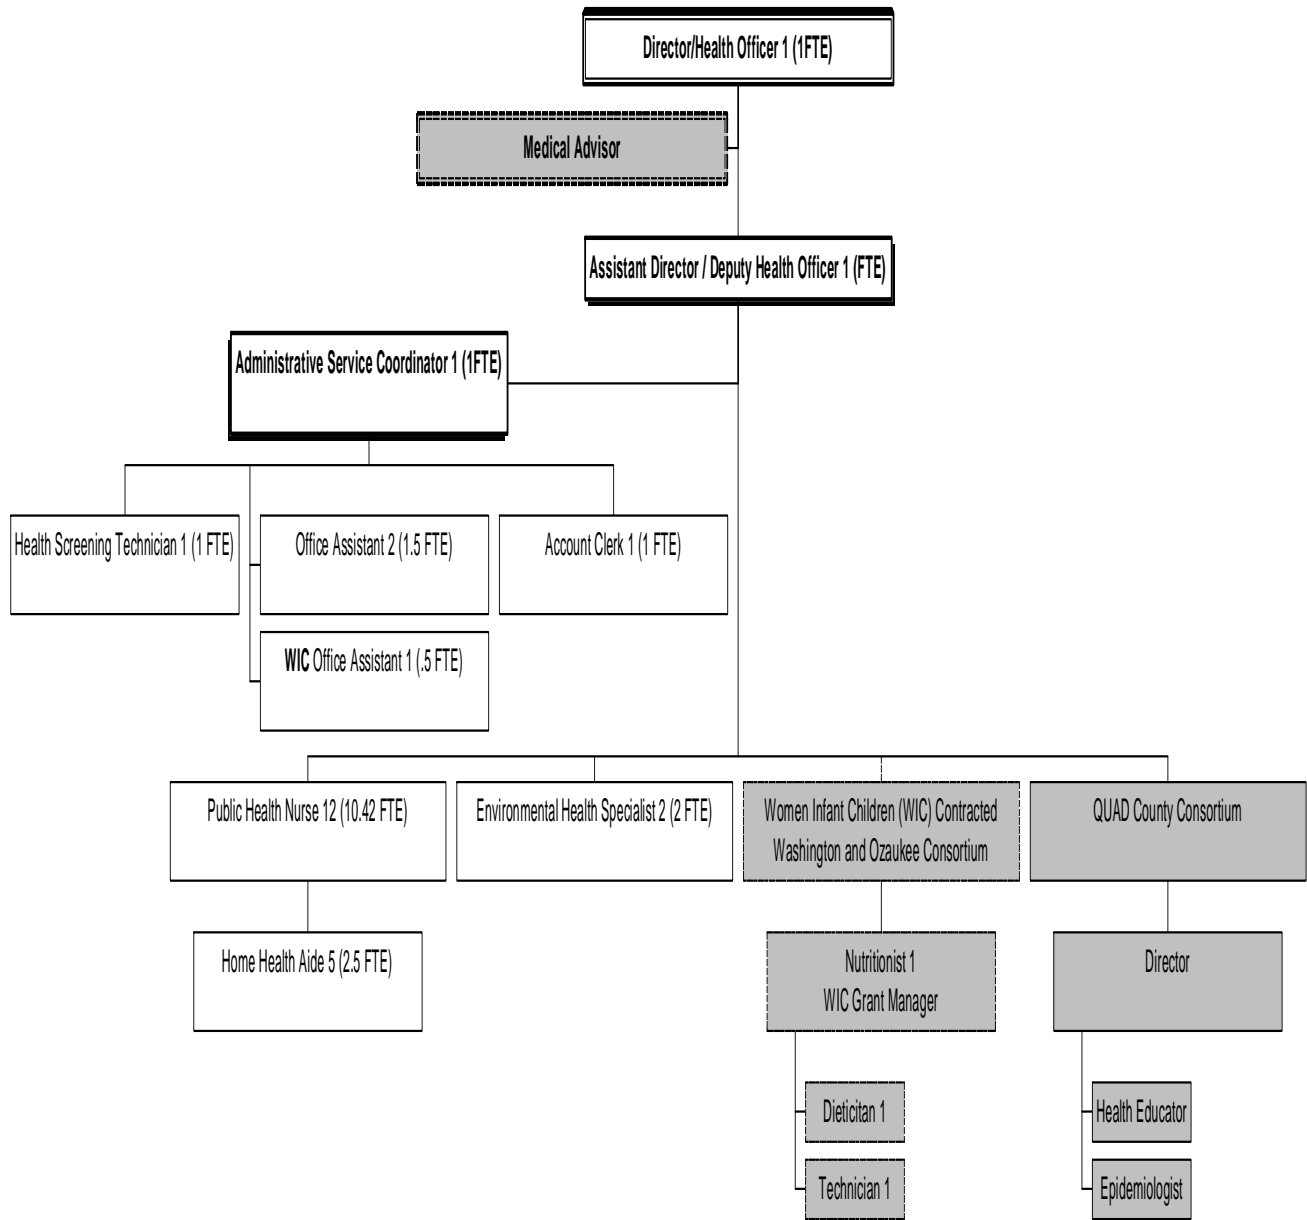 Director/Health Officer 1 (1FTE)
Medical Advisor
Assistant Director / Deputy Health Officer 1 (FTE)
Administrative Service Coordinator 1 (1FTE)
Health Screening Technician 1 (1 FTE)
Office Assistant 2 (1.5 FTE)
Account Clerk 1 (1 FTE)
WIC Office Assistant 1 (.5 FTE)
Public Health Nurse 12 (10.42 FTE)
Environmental Health Specialist 2 (2 FTE)
Women Infant Children (WIC) Contracted
Washington and Ozaukee Consortium
QUAD County Consortium
Home Health Aide 5 (2.5 FTE)
Nutritionist 1
WIC Grant Manager
Director
Dieticitan 1
Health Educator
Technician 1
Epidemiologist